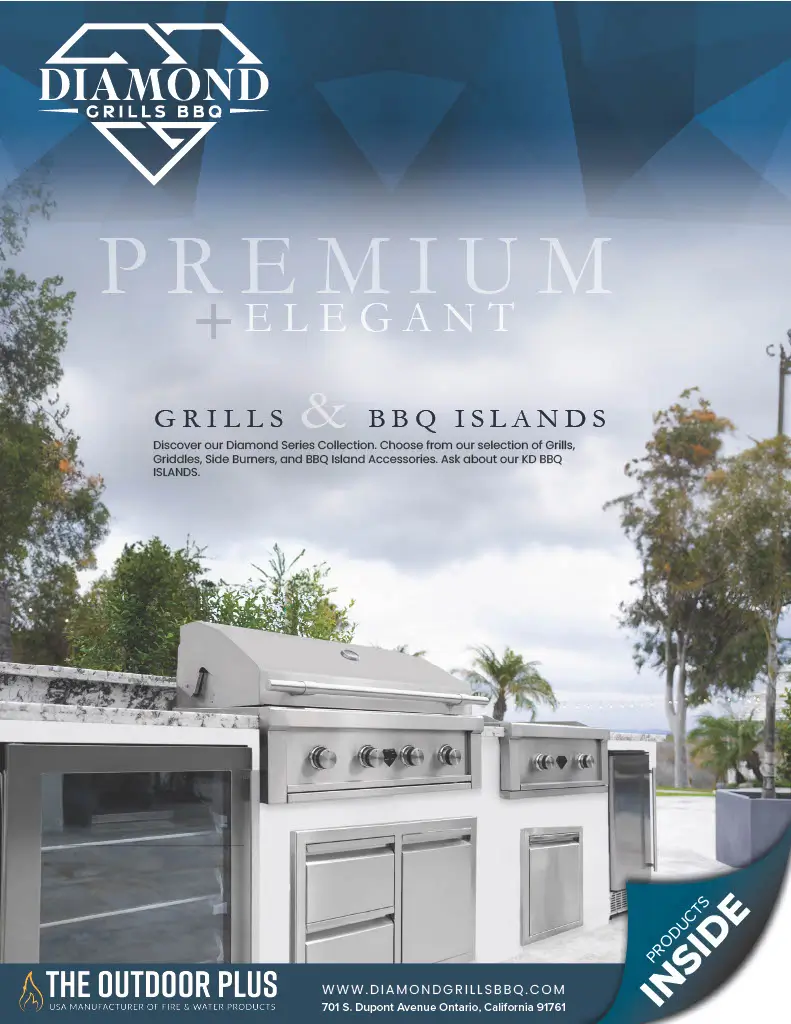 DIAMOND
GRILLS BBQ
PREMIUM
+ELEGANT
GRILLS & BBQ ISLANDS
Discover our Diamond Series Collection. Choose from our selection of Grills,
Griddles, Side Burners, and BBQ Island Accessories. Ask about our KD BBQ
ISLANDS.
PRODUCTS
INSIDE
THE OUTDOOR PLUS
USA MANUFACTURER OF FIRE & WATER PRODUCTS
WWW.DIAMONDGRILLSBBQ.COM
701 S. Dupont Avenue Ontario, California 91761